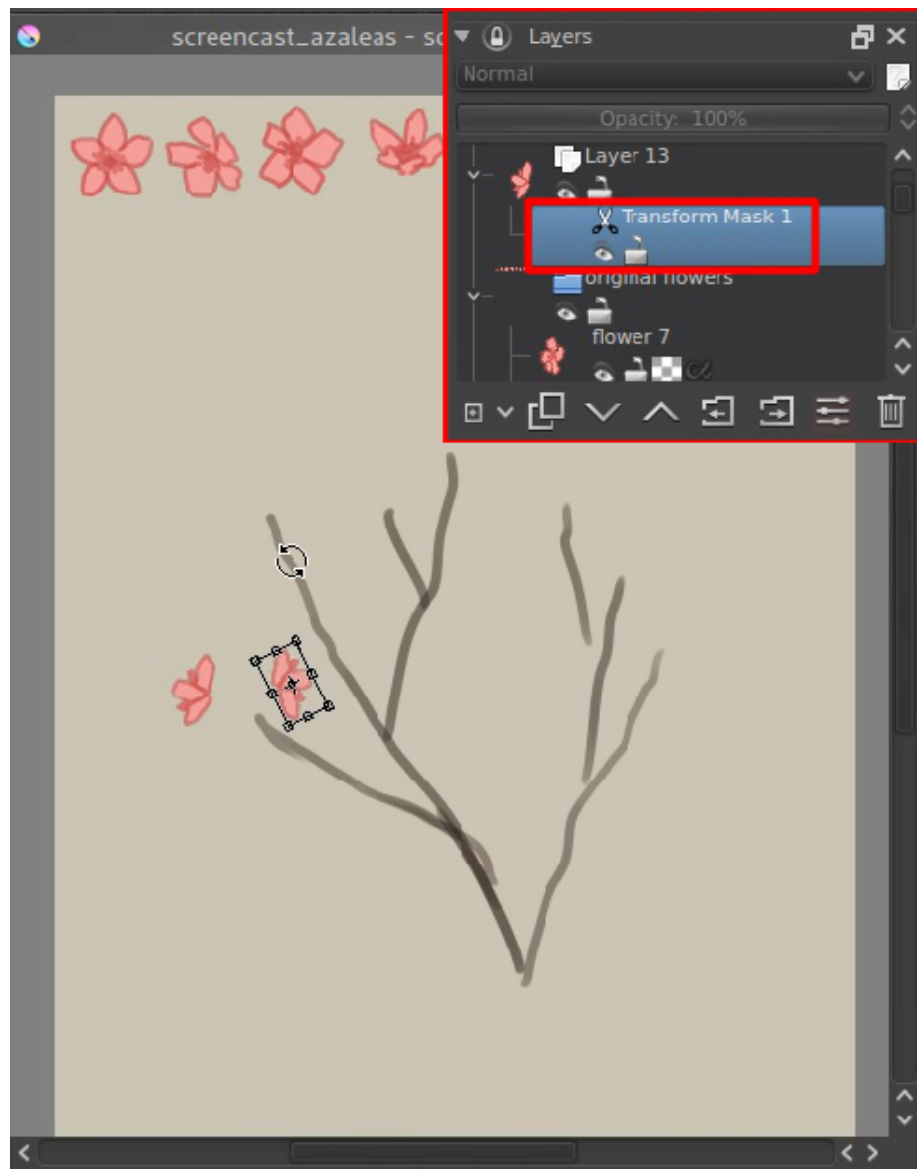 screencast_azaleas - sc
Layers
Normal
Opacity: 100%
Layer 13
Transform Mask 1
original flowers
flower 7
α